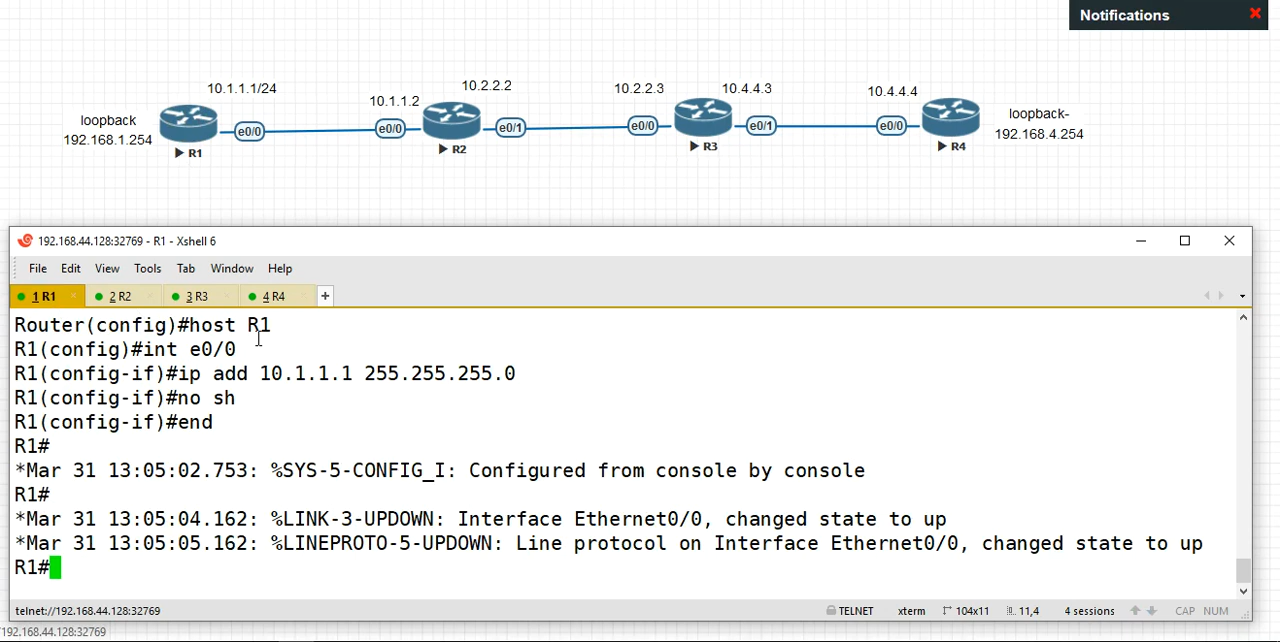 Notifications
10.1.1.1/24
10.1.1.2
10.2.2.2
10.2.2.3
10.4.4.3
10.4.4.4
loopback
192.168.1.254
loopback-
192.168.4.254
e0/0
e0/0
e0/1
e0/0
e0/1
e0/0
R1
R2
R3
R4
192.168.44.128:32769 - R1 - Xshell 6
File Edit View Tools Tab Window Help
1 R1 2 R2 3 R3 4 R4 +
Router(config)#host R1
R1(config)#int e0/0
R1(config-if)#ip add 10.1.1.1 255.255.255.0
R1(config-if)#no sh
R1(config-if)#end
R1#
*Mar 31 13:05:02.753: %SYS-5-CONFIG_I: Configured from console by console
R1#
*Mar 31 13:05:04.162: %LINK-3-UPDOWN: Interface Ethernet0/0, changed state to up
*Mar 31 13:05:05.162: %LINEPROTO-5-UPDOWN: Line protocol on Interface Ethernet0/0, changed state to up
R1#
telnet://192.168.44.128:32769 TELNET xterm 104x11 11,4 4 sessions CAP NUM
/192.168.44.128:32769